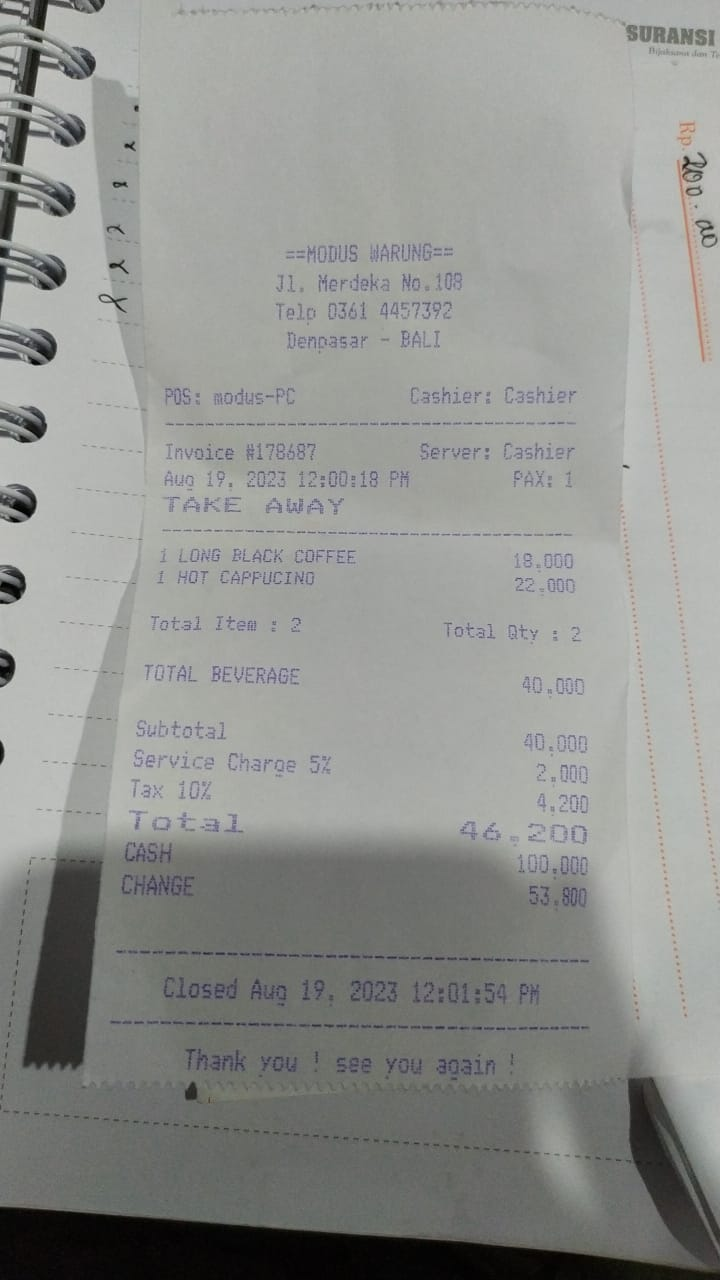 SURANSI
Rp. 200.000
==MODUS WARUNG==
Jl. Merdeka No.108
Telp 0361 4457392
Denpasar - BALI
POS: modus-PC Cashier: Cashier
Invoice #178687 Server: Cashier
Aug 19, 2023 12:00:18 PM PAX: 1
TAKE AWAY
1 LONG BLACK COFFEE 18,000
1 HOT CAPPUCINO 22,000
Total Item : 2 Total Qty : 2
TOTAL BEVERAGE 40,000
Subtotal 40,000
Service Charge 5% 2,000
Tax 10% 4,200
Total 46,200
CASH 100,000
CHANGE 53,800
Closed Aug 19, 2023 12:01:54 PM
Thank you ! see you again !